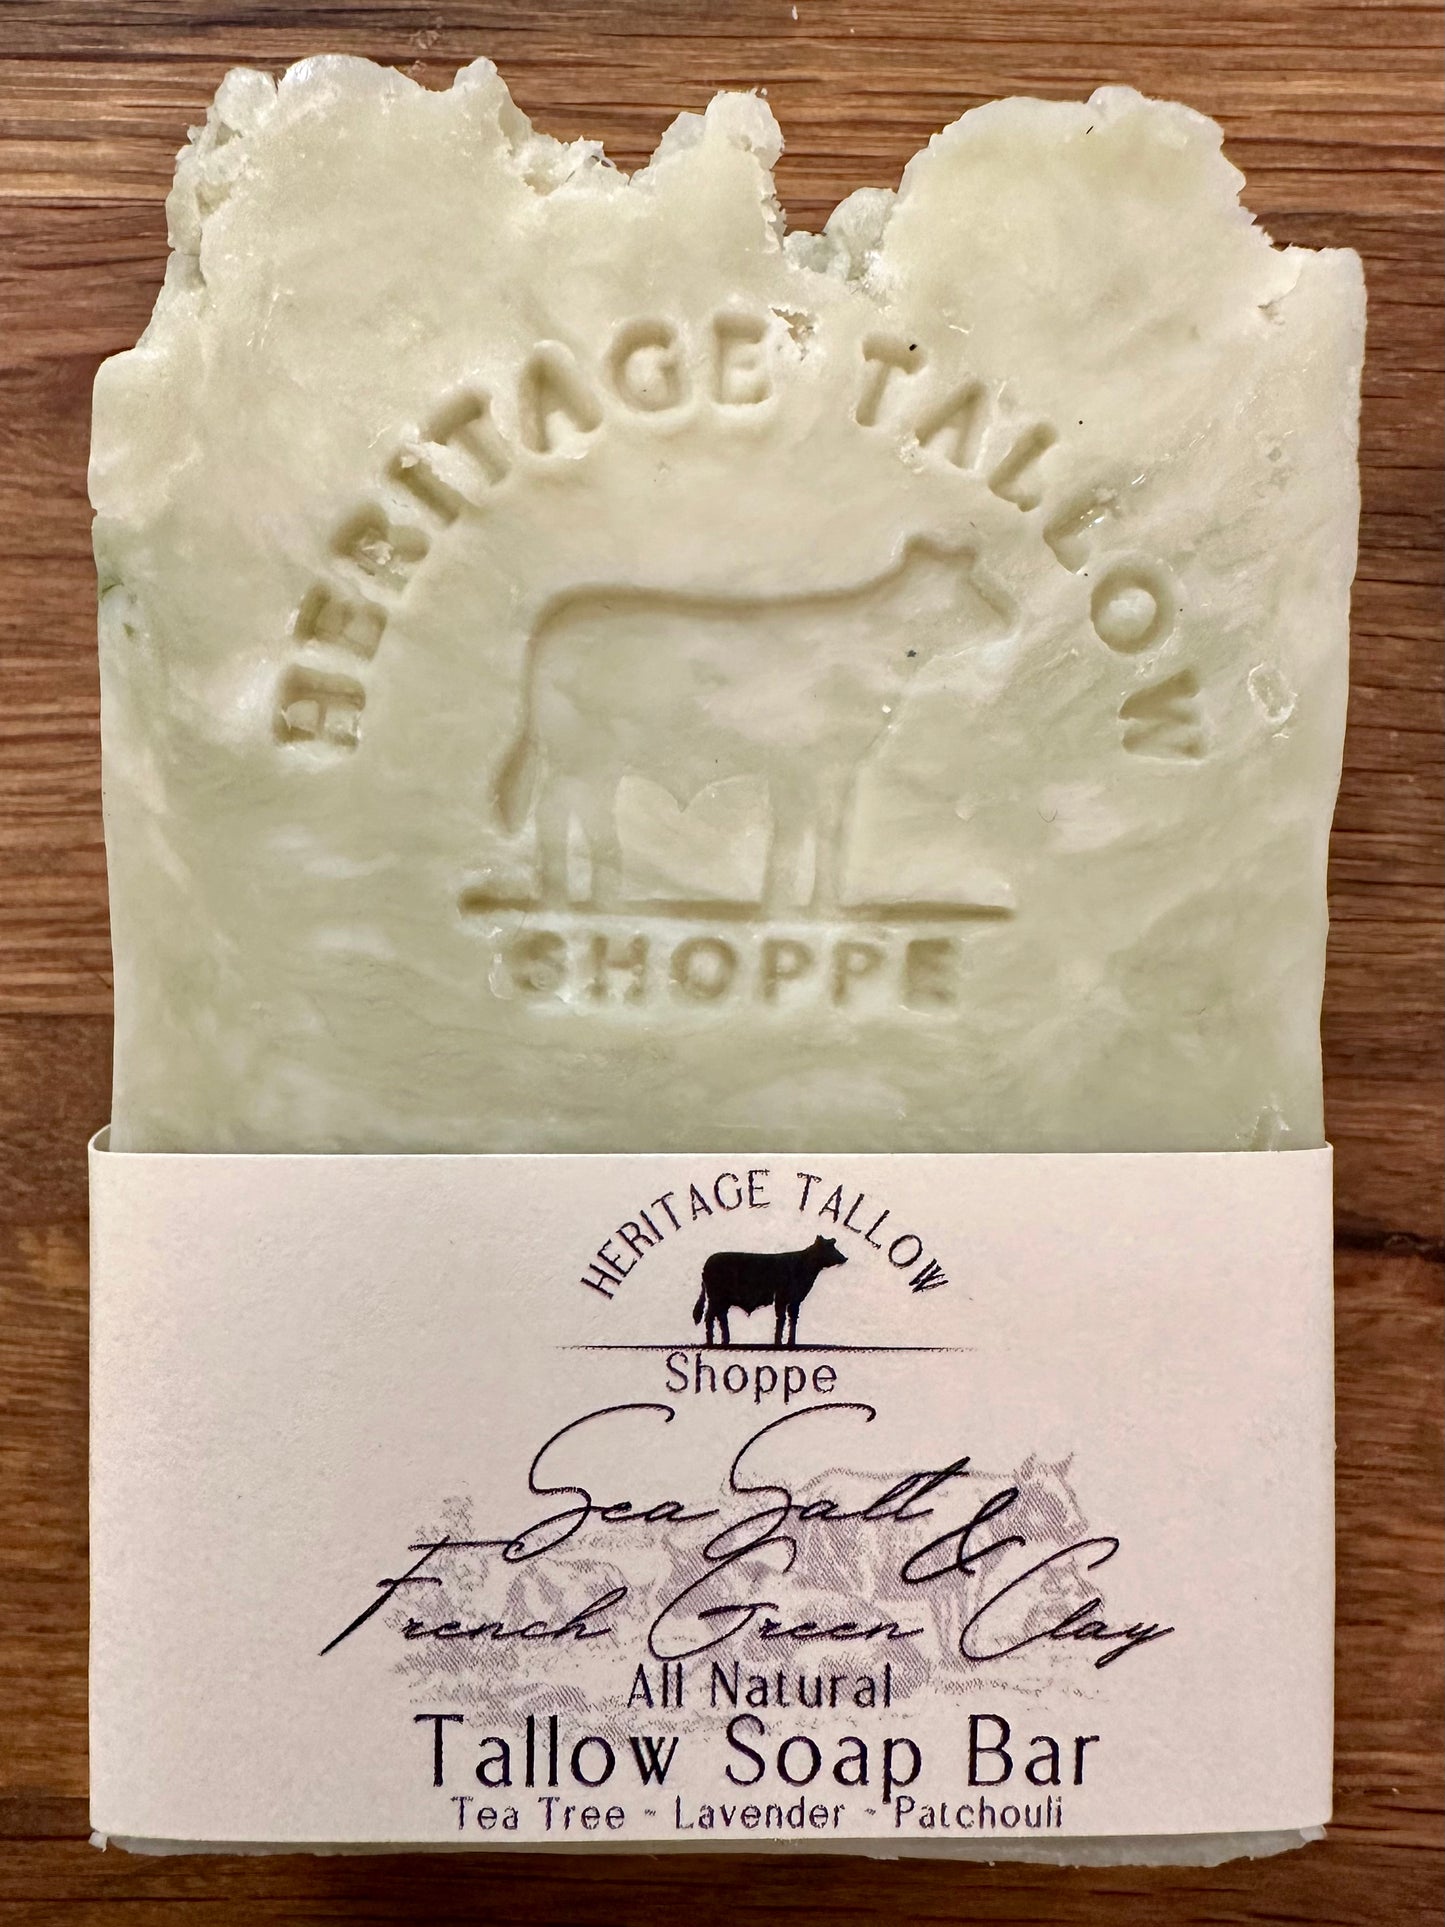 HERITAGE TALLOW
SHOPPE
HERITAGE TALLOW
Shoppe
Sea Salt &
French Green Clay
All Natural
Tallow Soap Bar
Tea Tree - Lavender - Patchouli